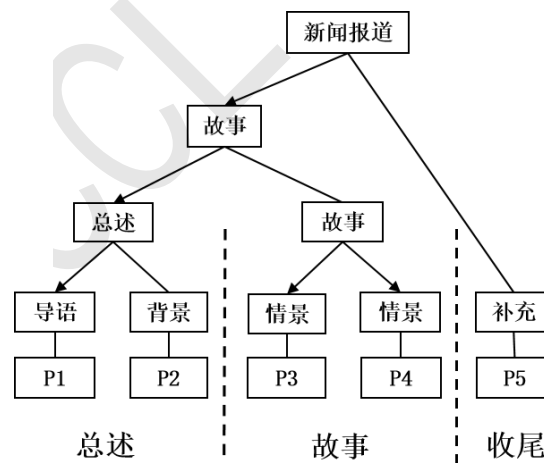 新闻报道
故事
总述 故事
导语 背景 情景 情景 补充
P1 P2 P3 P4 P5
总述 故事 收尾
CCL